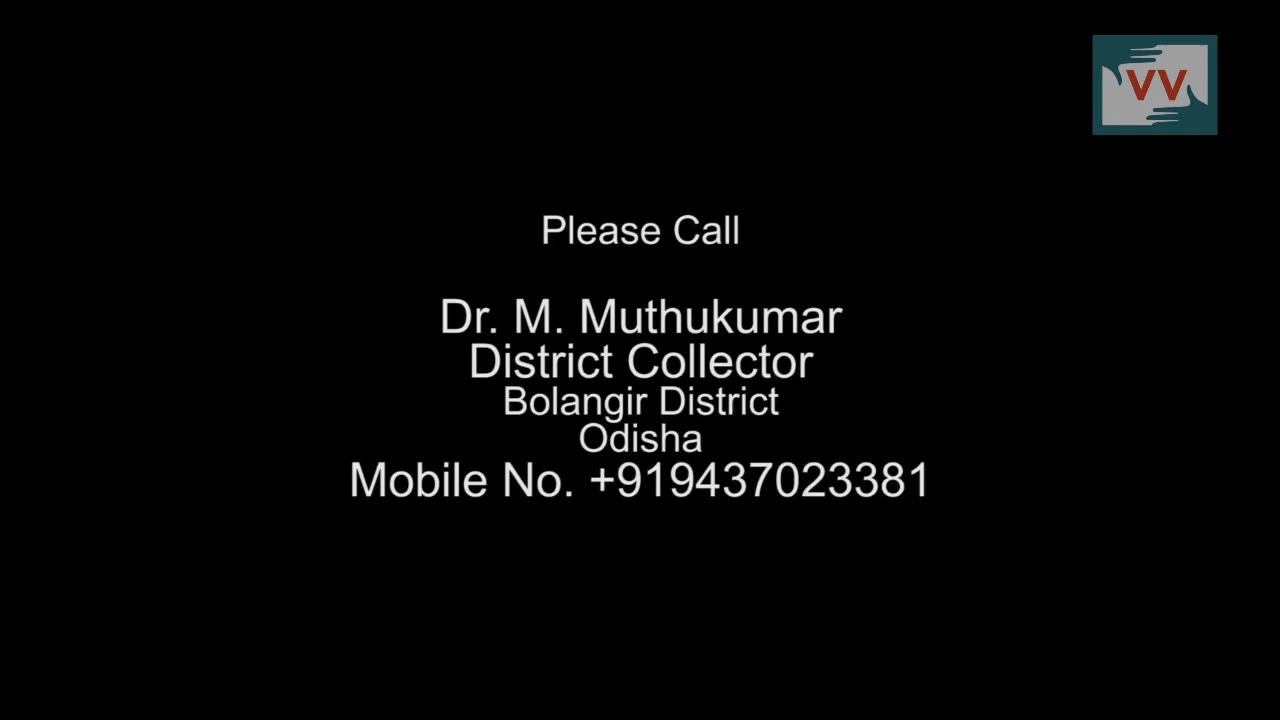 VV
Please Call
Dr. M. Muthukumar
District Collector
Bolangir District
Odisha
Mobile No. +919437023381